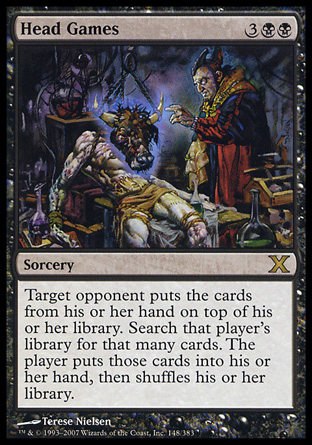 Head Games 3
Sorcery X
Target opponent puts the cards
from his or her hand on top of his
or her library. Search that player's
library for that many cards. The
player puts those cards into his or
her hand, then shuffles his or her
library.
Terese Nielsen
™ & © 1993–2007 Wizards of the Coast, Inc. 148/383